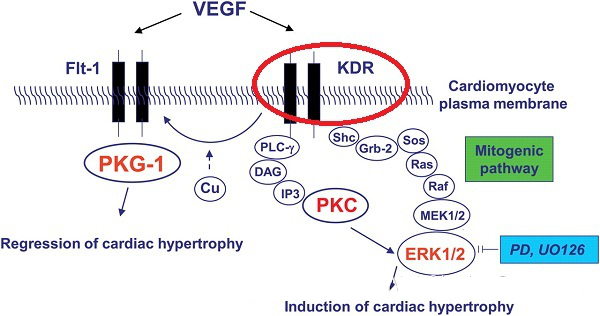 VEGF
Flt-1
KDR
Cardiomyocyte
plasma membrane
PLC-γ
Shc
Grb-2
Sos
Mitogenic
pathway
PKG-1
DAG
Ras
Cu
IP3
Raf
PKC
MEK1/2
Regression of cardiac hypertrophy
ERK1/2
PD, UO126
Induction of cardiac hypertrophy